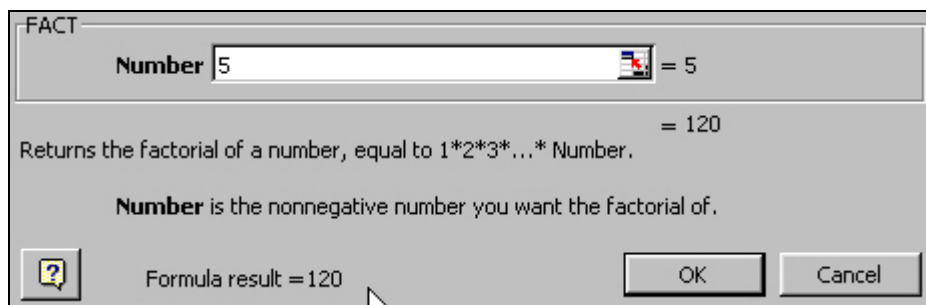 FACT
Number 5 = 5
= 120
Returns the factorial of a number, equal to 1*2*3*...* Number.
Number is the nonnegative number you want the factorial of.
Formula result =120 OK Cancel